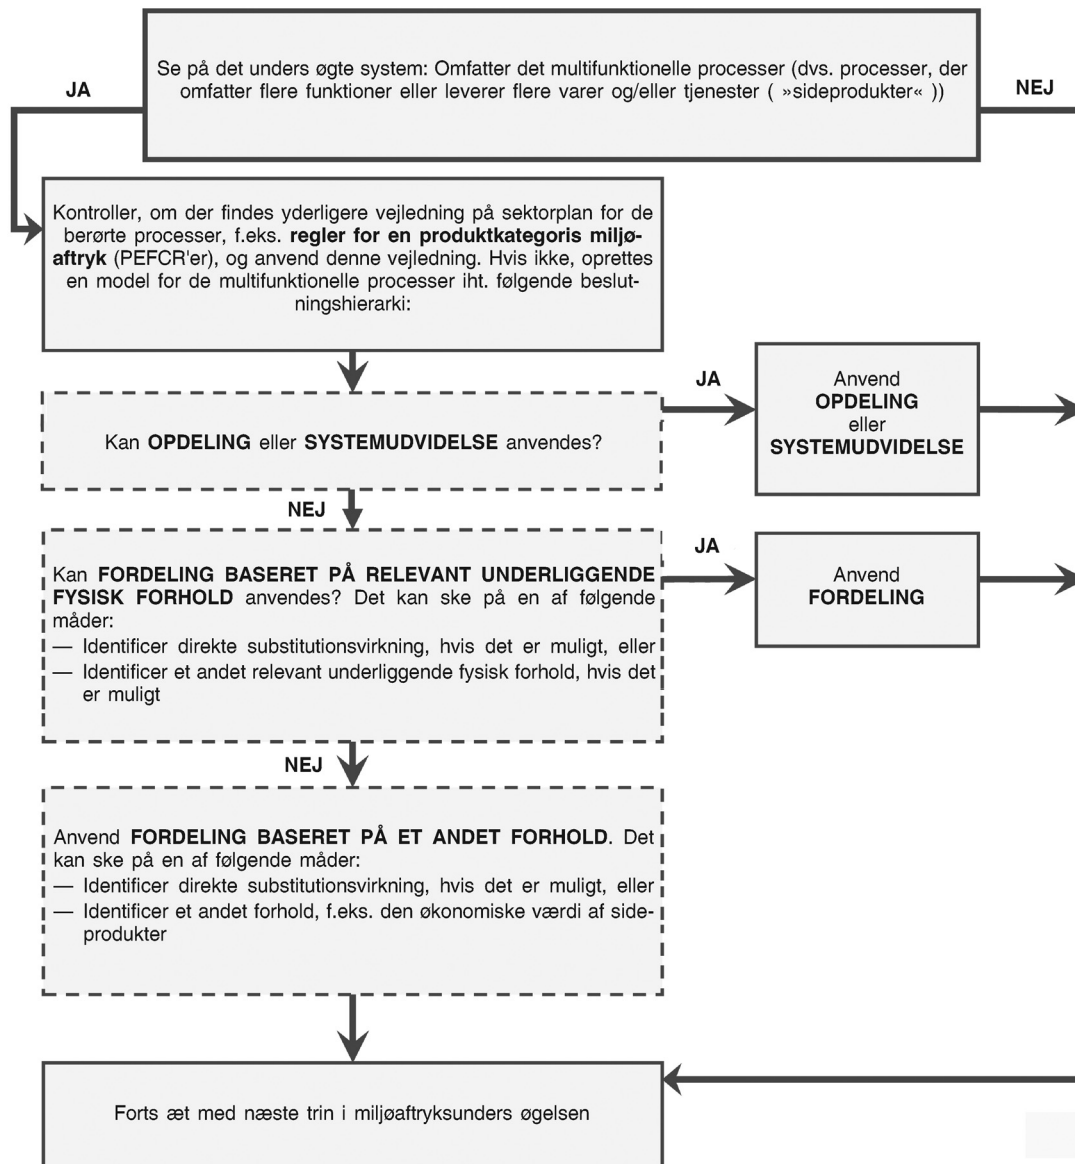 Se på det unders øgte system: Omfatter det multifunktionelle processer (dvs. processer, der
omfatter flere funktioner eller leverer flere varer og/eller tjenester ( »sideprodukter« ))
JA
NEJ
Kontroller, om der findes yderligere vejledning på sektorplan for de
berørte processer, f.eks. regler for en produktkategoris miljø-
aftryk (PEFCR'er), og anvend denne vejledning. Hvis ikke, oprettes
en model for de multifunktionelle processer iht. følgende beslut-
ningshierarki:
Kan OPDELING eller SYSTEMUDVIDELSE anvendes?
JA
Anvend
OPDELING
eller
SYSTEMUDVIDELSE
NEJ
Kan FORDELING BASERET PÅ RELEVANT UNDERLIGGENDE
FYSISK FORHOLD anvendes? Det kan ske på en af følgende
måder:
— Identificer direkte substitutionsvirkning, hvis det er muligt, eller
— Identificer et andet relevant underliggende fysisk forhold, hvis det
er muligt
JA
Anvend
FORDELING
NEJ
Anvend FORDELING BASERET PÅ ET ANDET FORHOLD. Det
kan ske på en af følgende måder:
— Identificer direkte substitutionsvirkning, hvis det er muligt, eller
— Identificer et andet forhold, f.eks. den økonomiske værdi af side-
produkter
Forts æt med næste trin i miljøaftryksunders øgelsen